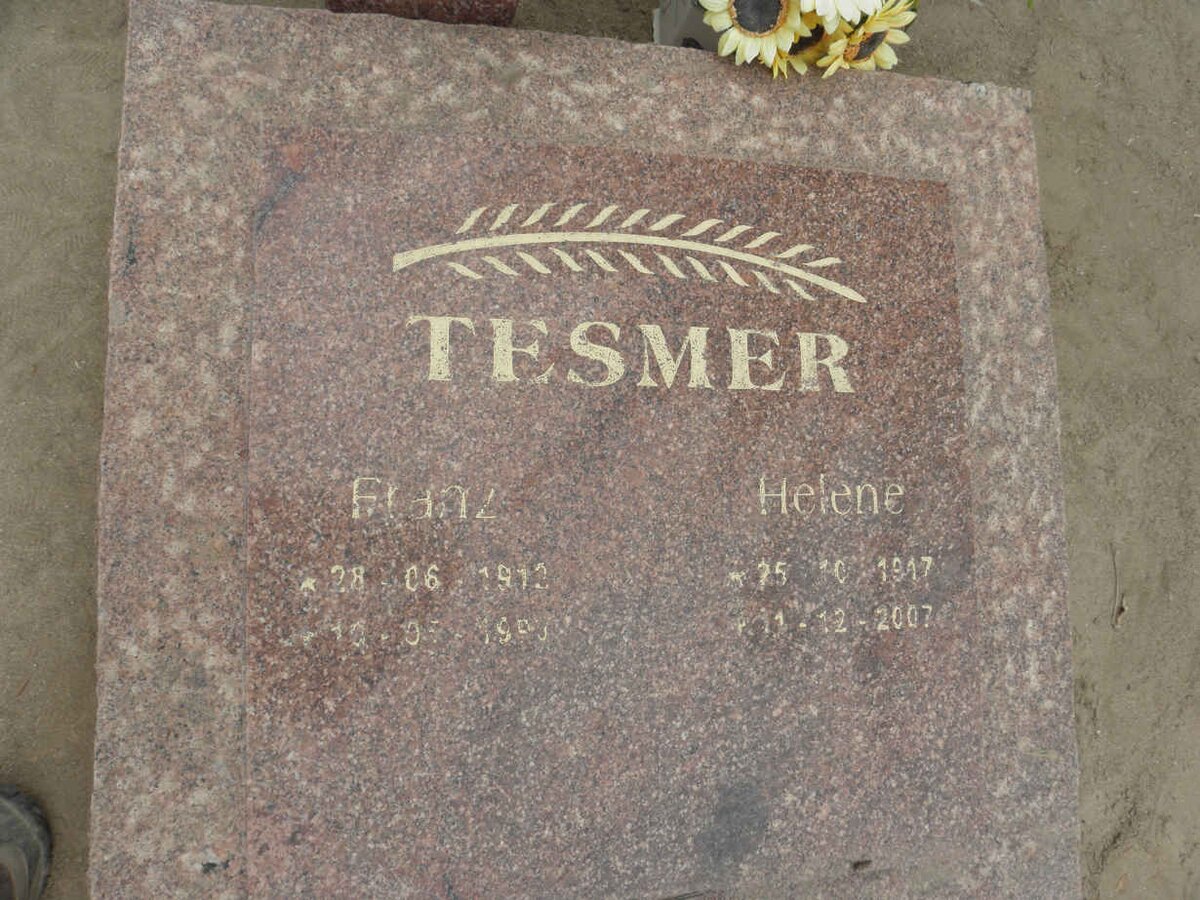 TESMER
Franz
Helene
* 28 - 06 - 1912
* 25 - 10 - 1917
11 - 12 - 2007